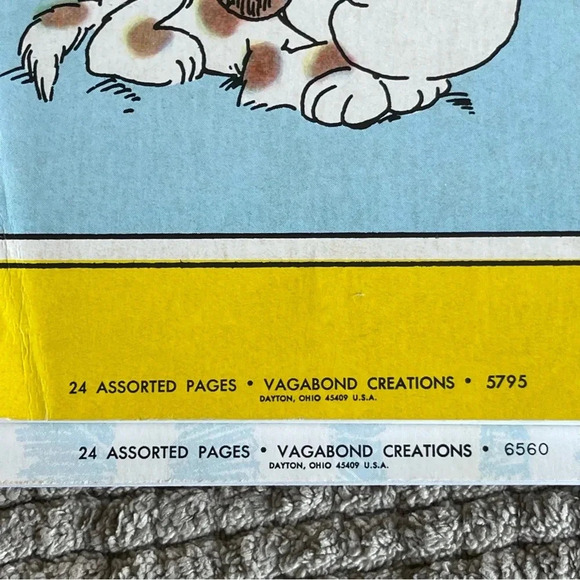 24 ASSORTED PAGES • VAGABOND CREATIONS • 5795
DAYTON, OHIO 45409 U.S.A.
24 ASSORTED PAGES • VAGABOND CREATIONS • 6560
DAYTON, OHIO 45409 U.S.A.